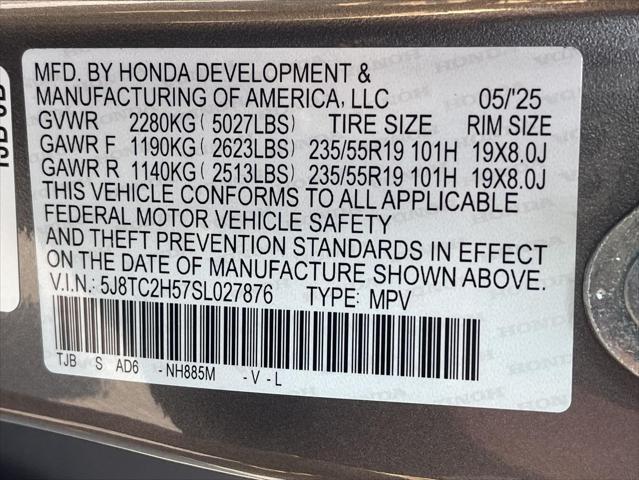 MFD. BY HONDA DEVELOPMENT &
MANUFACTURING OF AMERICA, LLC 05/'25
GVWR 2280KG ( 5027LBS) TIRE SIZE RIM SIZE
GAWR F 1190KG ( 2623LBS) 235/55R19 101H 19X8.0J
GAWR R 1140KG ( 2513LBS) 235/55R19 101H 19X8.0J
THIS VEHICLE CONFORMS TO ALL APPLICABLE
FEDERAL MOTOR VEHICLE SAFETY
AND THEFT PREVENTION STANDARDS IN EFFECT
ON THE DATE OF MANUFACTURE SHOWN ABOVE.
V.I.N.: 5J8TC2H57SL027876 TYPE: MPV
TJB S AD6 -NH885M -V-L